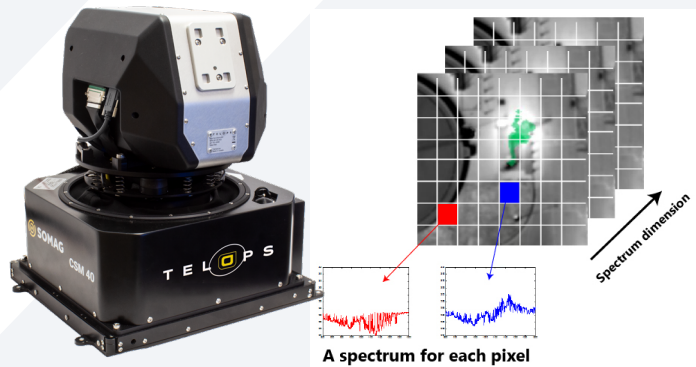 SOMAG
CSM 40
TELOPS
Spectrum dimension
A spectrum for each pixel